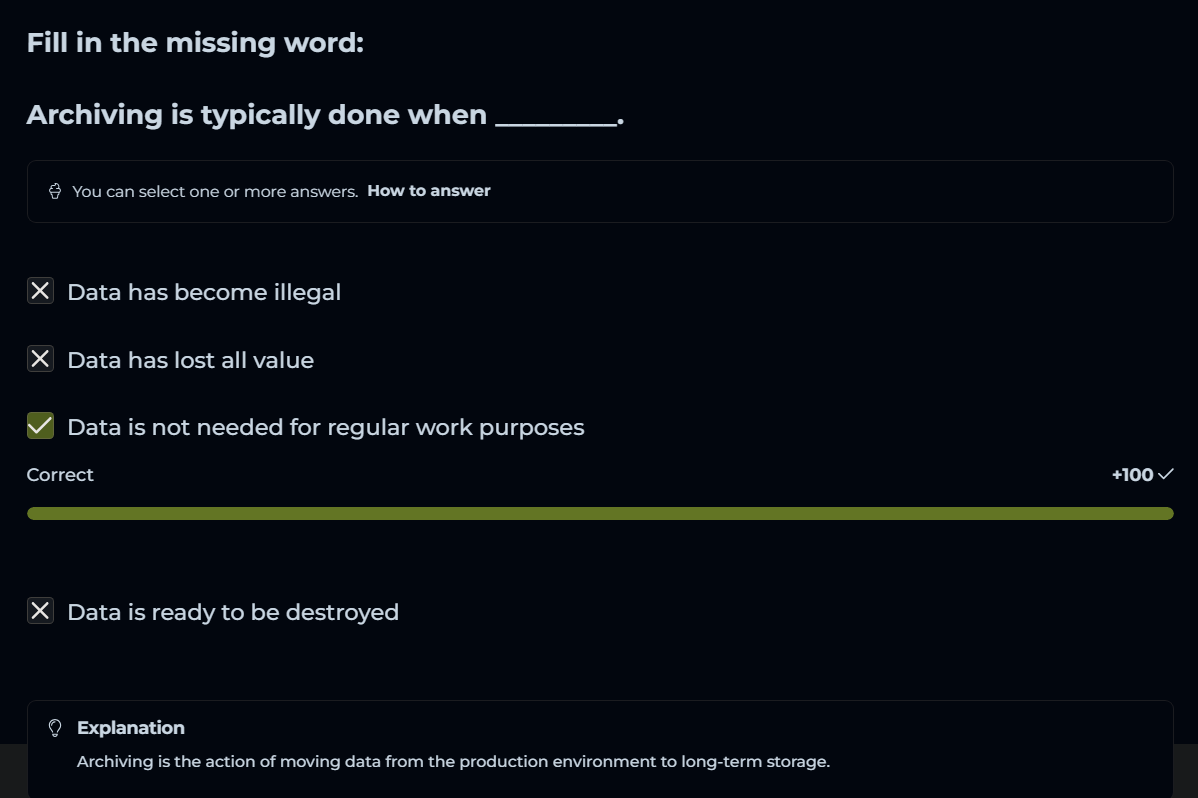 Fill in the missing word:
Archiving is typically done when _________.
You can select one or more answers. How to answer
Data has become illegal
Data has lost all value
Data is not needed for regular work purposes
Correct +100
Data is ready to be destroyed
Explanation
Archiving is the action of moving data from the production environment to long-term storage.